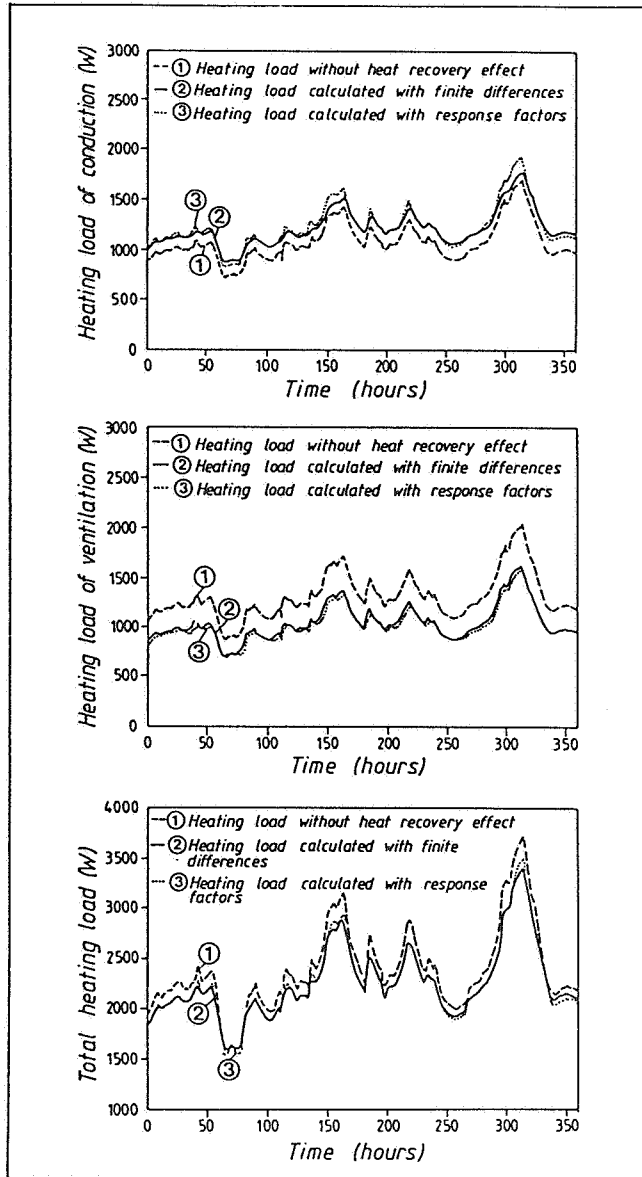 3000
2500
2000
1500
1000
500
0
Heating load of conduction (W)
① Heating load without heat recovery effect
② Heating load calculated with finite differences
③ Heating load calculated with response factors
③
②
①
0 50 100 150 200 250 300 350
Time (hours)
3000
2500
2000
1500
1000
500
0
Heating load of ventilation (W)
① Heating load without heat recovery effect
② Heating load calculated with finite differences
③ Heating load calculated with response factors
①
②
③
0 50 100 150 200 250 300 350
Time (hours)
4000
3500
3000
2500
2000
1500
1000
Total heating load (W)
① Heating load without heat recovery effect
② Heating load calculated with finite
differences
③ Heating load calculated with response
factors
①
②
③
0 50 100 150 200 250 300 350
Time (hours)